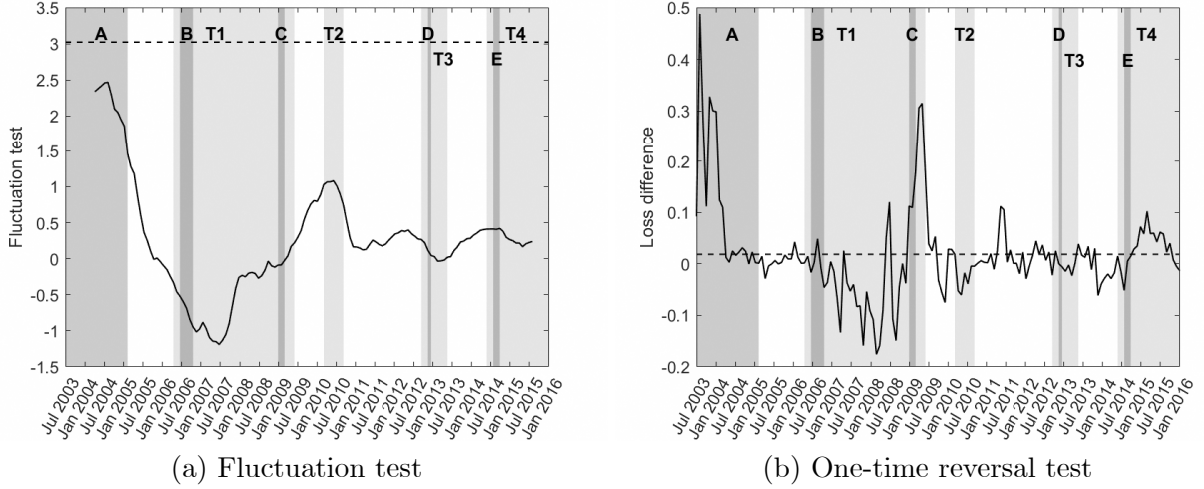 3.5
3
2.5
2
1.5
1
0.5
0
-0.5
-1
-1.5
Fluctuation test
A
B
T1
C
T2
D
T3
E
T4
Jul 2003
Jan 2004
Jul 2004
Jan 2005
Jul 2005
Jan 2006
Jul 2006
Jan 2007
Jul 2007
Jan 2008
Jul 2008
Jan 2009
Jul 2009
Jan 2010
Jul 2010
Jan 2011
Jul 2011
Jan 2012
Jul 2012
Jan 2013
Jul 2013
Jan 2014
Jul 2014
Jan 2015
Jul 2015
Jan 2016
(a) Fluctuation test
0.5
0.4
0.3
0.2
0.1
0
-0.1
-0.2
Loss difference
A
B
T1
C
T2
D
T3
E
T4
Jul 2003
Jan 2004
Jul 2004
Jan 2005
Jul 2005
Jan 2006
Jul 2006
Jan 2007
Jul 2007
Jan 2008
Jul 2008
Jan 2009
Jul 2009
Jan 2010
Jul 2010
Jan 2011
Jul 2011
Jan 2012
Jul 2012
Jan 2013
Jul 2013
Jan 2014
Jul 2014
Jan 2015
Jul 2015
Jan 2016
(b) One-time reversal test